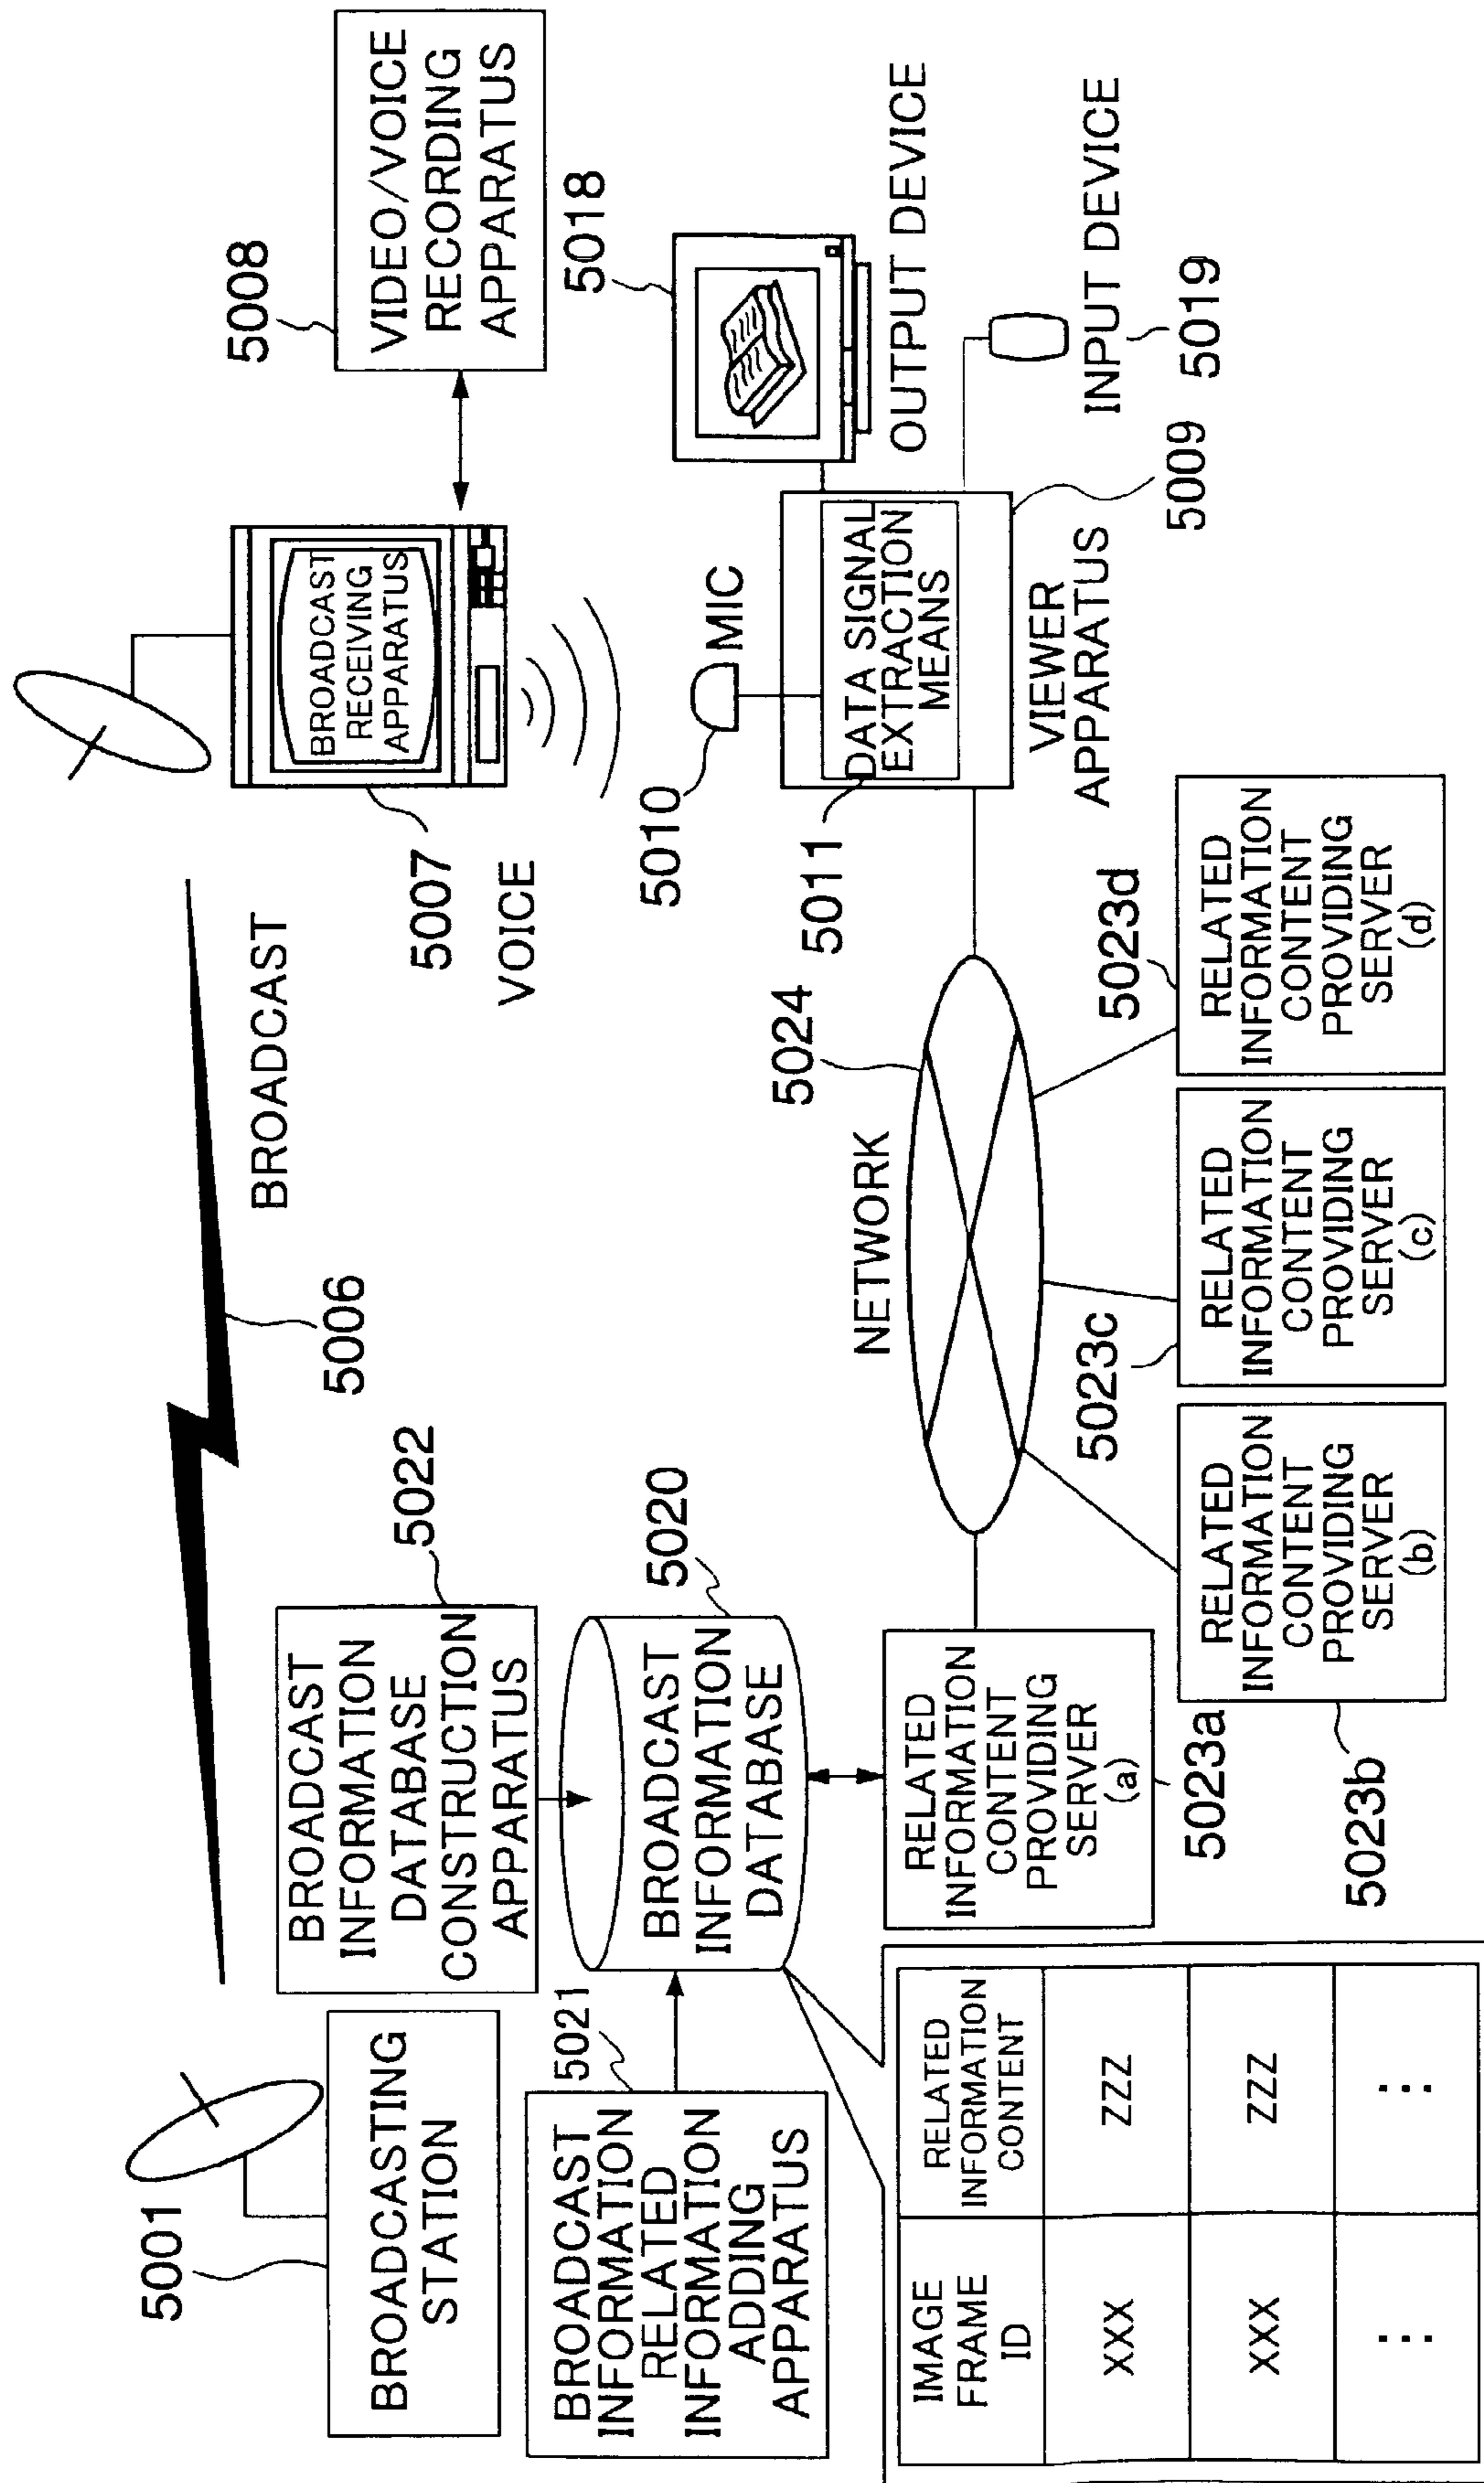 5001
BROADCASTING
STATION
BROADCAST
5006
BROADCAST
RECEIVING
APPARATUS
5007
VOICE
5008
VIDEO/VOICE
RECORDING
APPARATUS
BROADCAST
INFORMATION
DATABASE
CONSTRUCTION
APPARATUS
5022
BROADCAST
INFORMATION
RELATED
INFORMATION
ADDING
APPARATUS
5021
BROADCAST
INFORMATION
DATABASE
5020
5010
MIC
5011
DATA SIGNAL
EXTRACTION
MEANS
VIEWER
APPARATUS
5009
5018
OUTPUT DEVICE
INPUT DEVICE
5019
NETWORK
5024
RELATED
INFORMATION
CONTENT
PROVIDING
SERVER
(a)
5023a
RELATED
INFORMATION
CONTENT
PROVIDING
SERVER
(b)
5023b
RELATED
INFORMATION
CONTENT
PROVIDING
SERVER
(c)
5023c
RELATED
INFORMATION
CONTENT
PROVIDING
SERVER
(d)
5023d
IMAGE
FRAME
ID
RELATED
INFORMATION
CONTENT
XXX
ZZZ
XXX
ZZZ
...
...